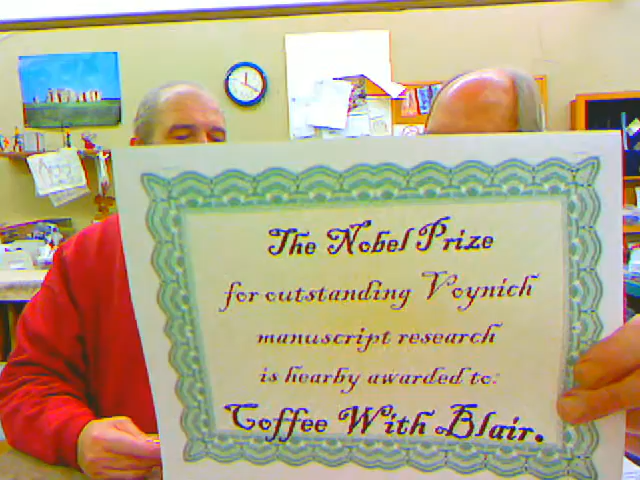 The Nobel Prize
for outstanding Voynich
manuscript research
is hearby awarded to:
Coffee With Blair.